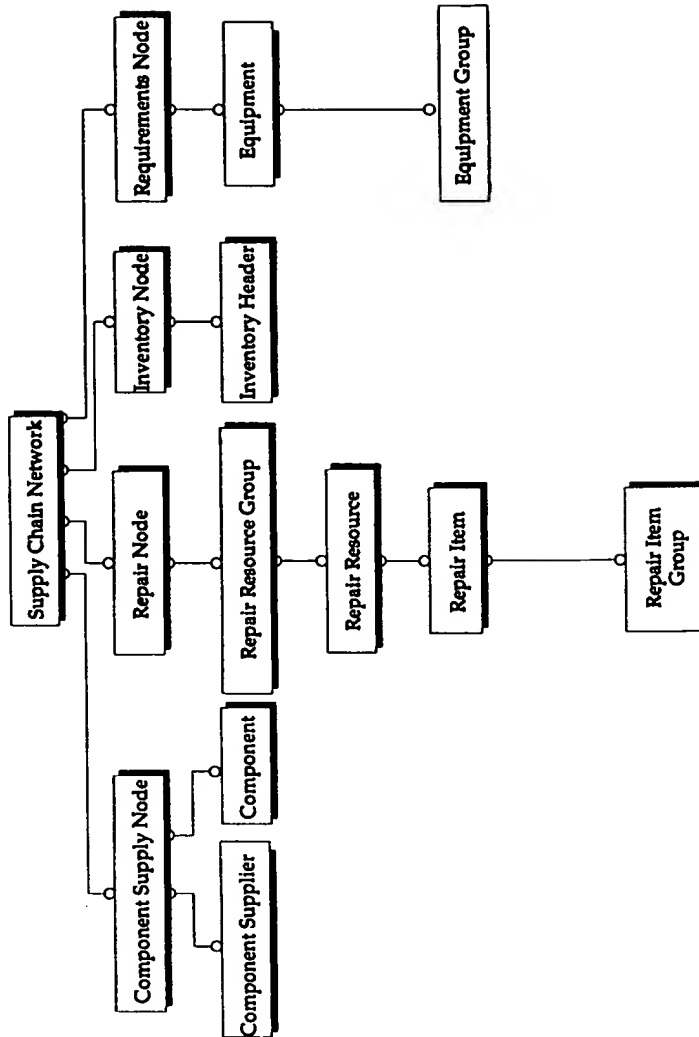 Supply Chain Network
Component Supply Node
Repair Node
Inventory Node
Requirements Node
Component Supplier
Component
Repair Resource Group
Inventory Header
Equipment
Repair Resource
Repair Item
Equipment Group
Repair Item
Group